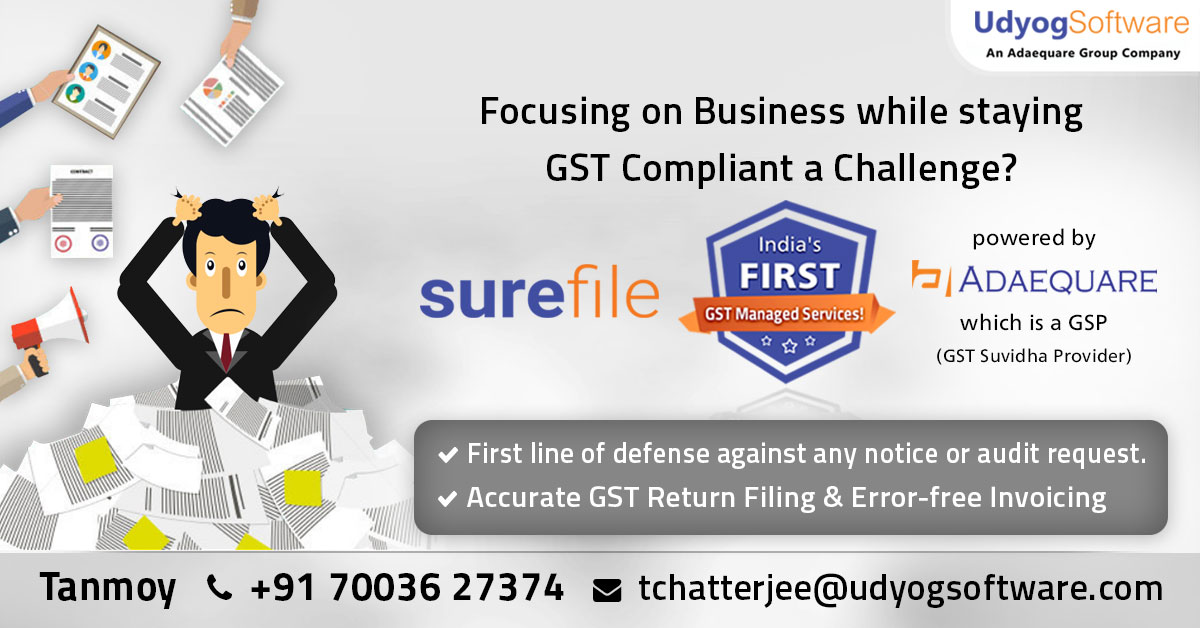 UdyogSoftware
An Adaequare Group Company
Focusing on Business while staying
GST Compliant a Challenge?
CONTRACT
surefile
India's
FIRST
GST Managed Services!
powered by
ADAEQUARE
which is a GSP
(GST Suvidha Provider)
First line of defense against any notice or audit request.
Accurate GST Return Filing & Error-free Invoicing
Tanmoy +91 70036 27374 tchatterjee@udyogsoftware.com